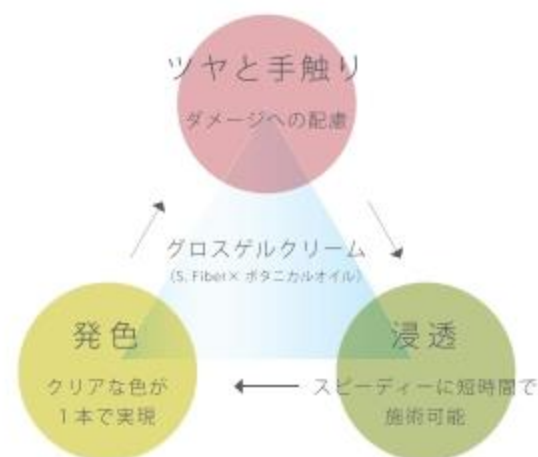 ツヤと手触り
ダメージへの配慮
グロスゲルクリーム
(S. Fiber× ボタニカルオイル)
発色
クリアな色が
1本で実現
浸透
スピーディーに短時間で
施術可能